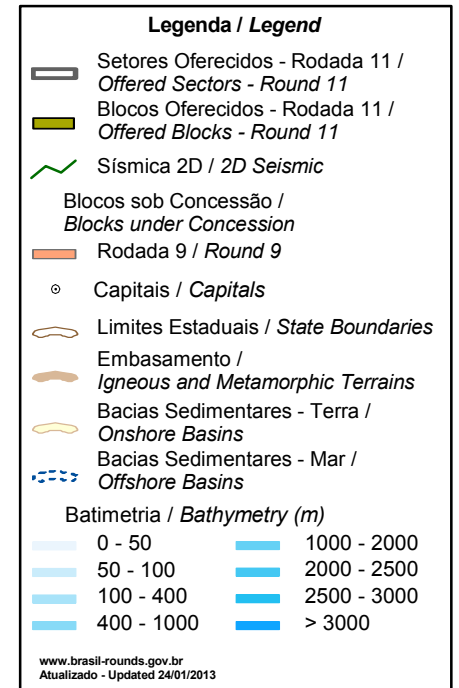 Legenda / Legend
Setores Oferecidos - Rodada 11 /
Offered Sectors - Round 11
Blocos Oferecidos - Rodada 11 /
Offered Blocks - Round 11
Sísmica 2D / 2D Seismic
Blocos sob Concessão /
Blocks under Concession
Rodada 9 / Round 9
Capitais / Capitals
Limites Estaduais / State Boundaries
Embasamento /
Igneous and Metamorphic Terrains
Bacias Sedimentares - Terra /
Onshore Basins
Bacias Sedimentares - Mar /
Offshore Basins
Batimetria / Bathymetry (m)
0 - 50 1000 - 2000
50 - 100 2000 - 2500
100 - 400 2500 - 3000
400 - 1000 > 3000
www.brasil-rounds.gov.br
Atualizado - Updated 24/01/2013